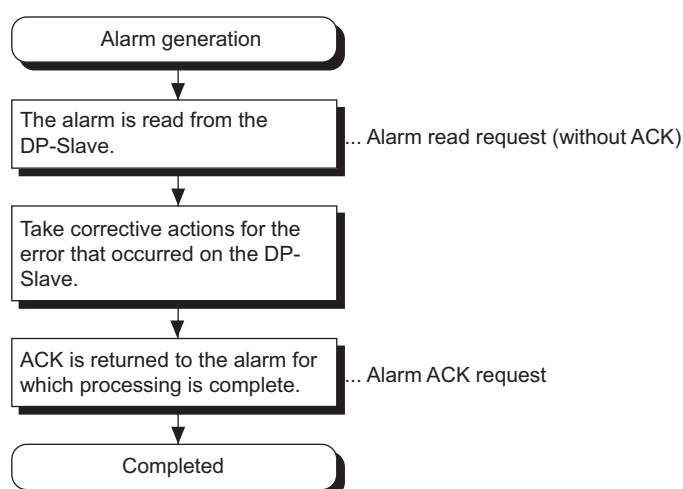 Alarm generation
The alarm is read from the
DP-Slave.
... Alarm read request (without ACK)
Take corrective actions for the
error that occurred on the DP-
Slave.
ACK is returned to the alarm for
which processing is complete.
... Alarm ACK request
Completed